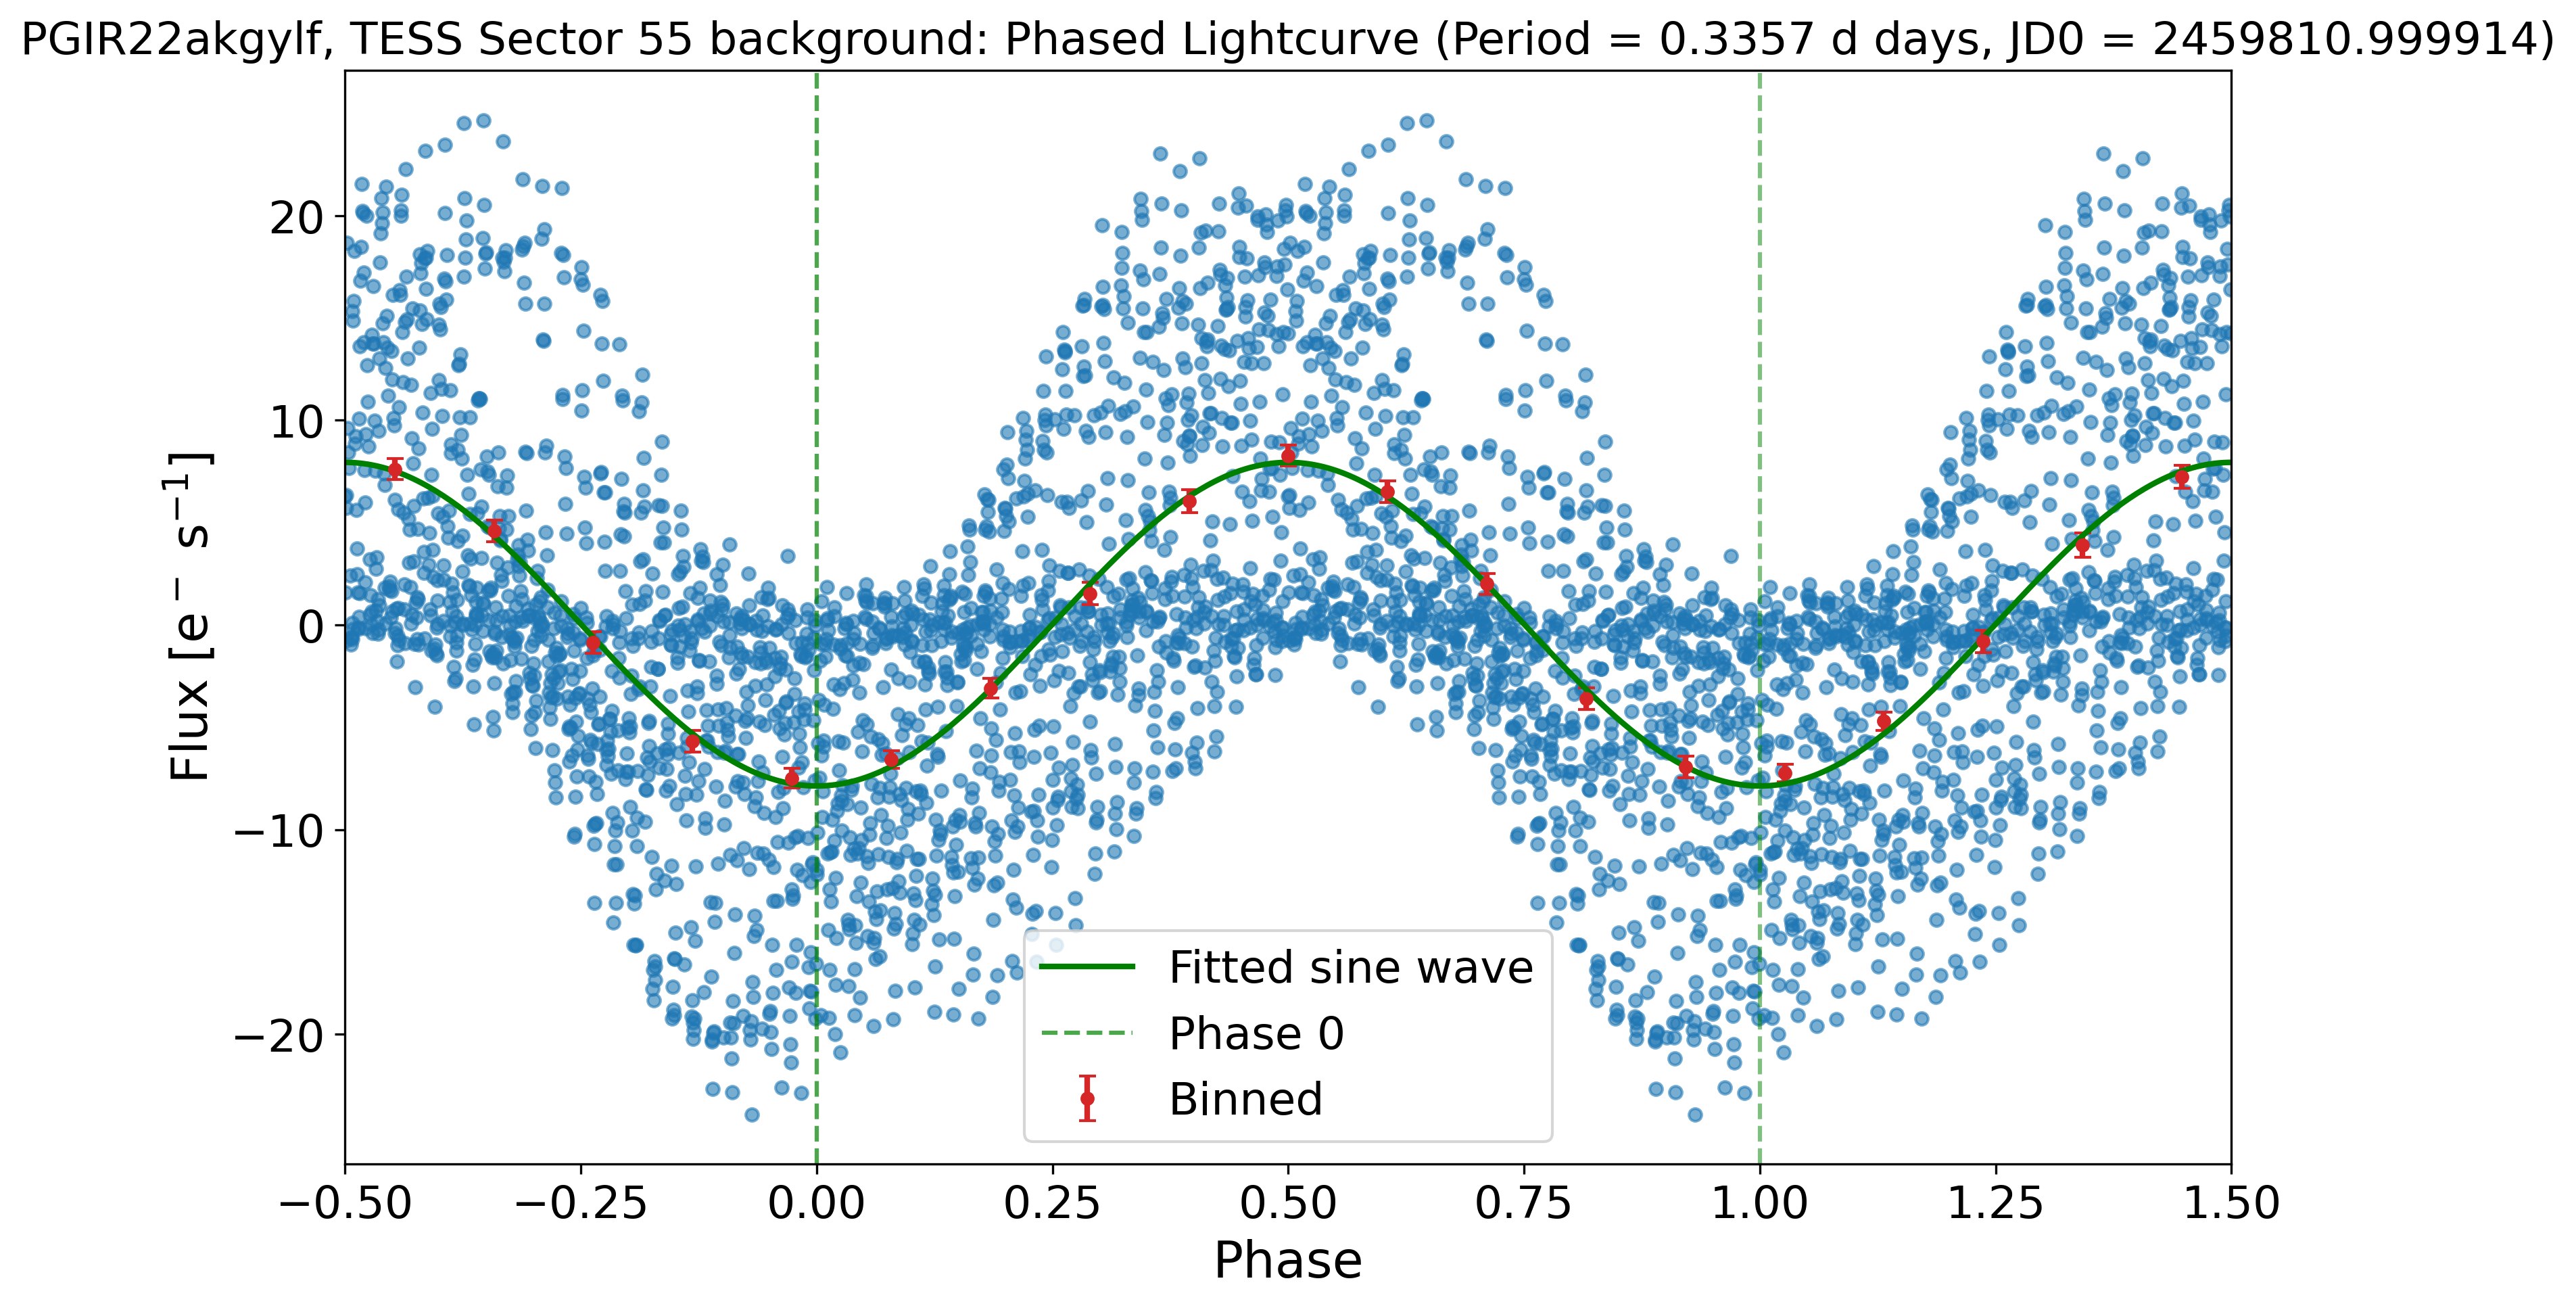 PGIR22akgylf, TESS Sector 55 background: Phased Lightcurve (Period = 0.3357 d days, JD0 = 2459810.999914)
Flux [e⁻ s⁻¹]
20
10
0
−10
−20
Fitted sine wave
Phase 0
Binned
−0.50 −0.25 0.00 0.25 0.50 0.75 1.00 1.25 1.50
Phase